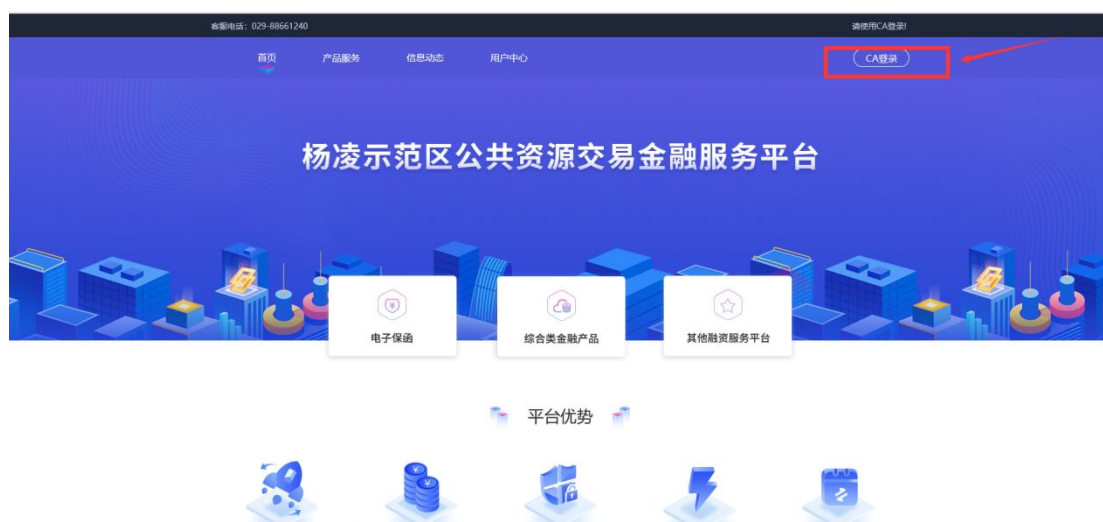 客服电话：029-88661240
请使用CA登录!
首页 产品服务 信息动态 用户中心 CA登录
杨凌示范区公共资源交易金融服务平台
电子保函 综合类金融产品 其他融资服务平台
平台优势